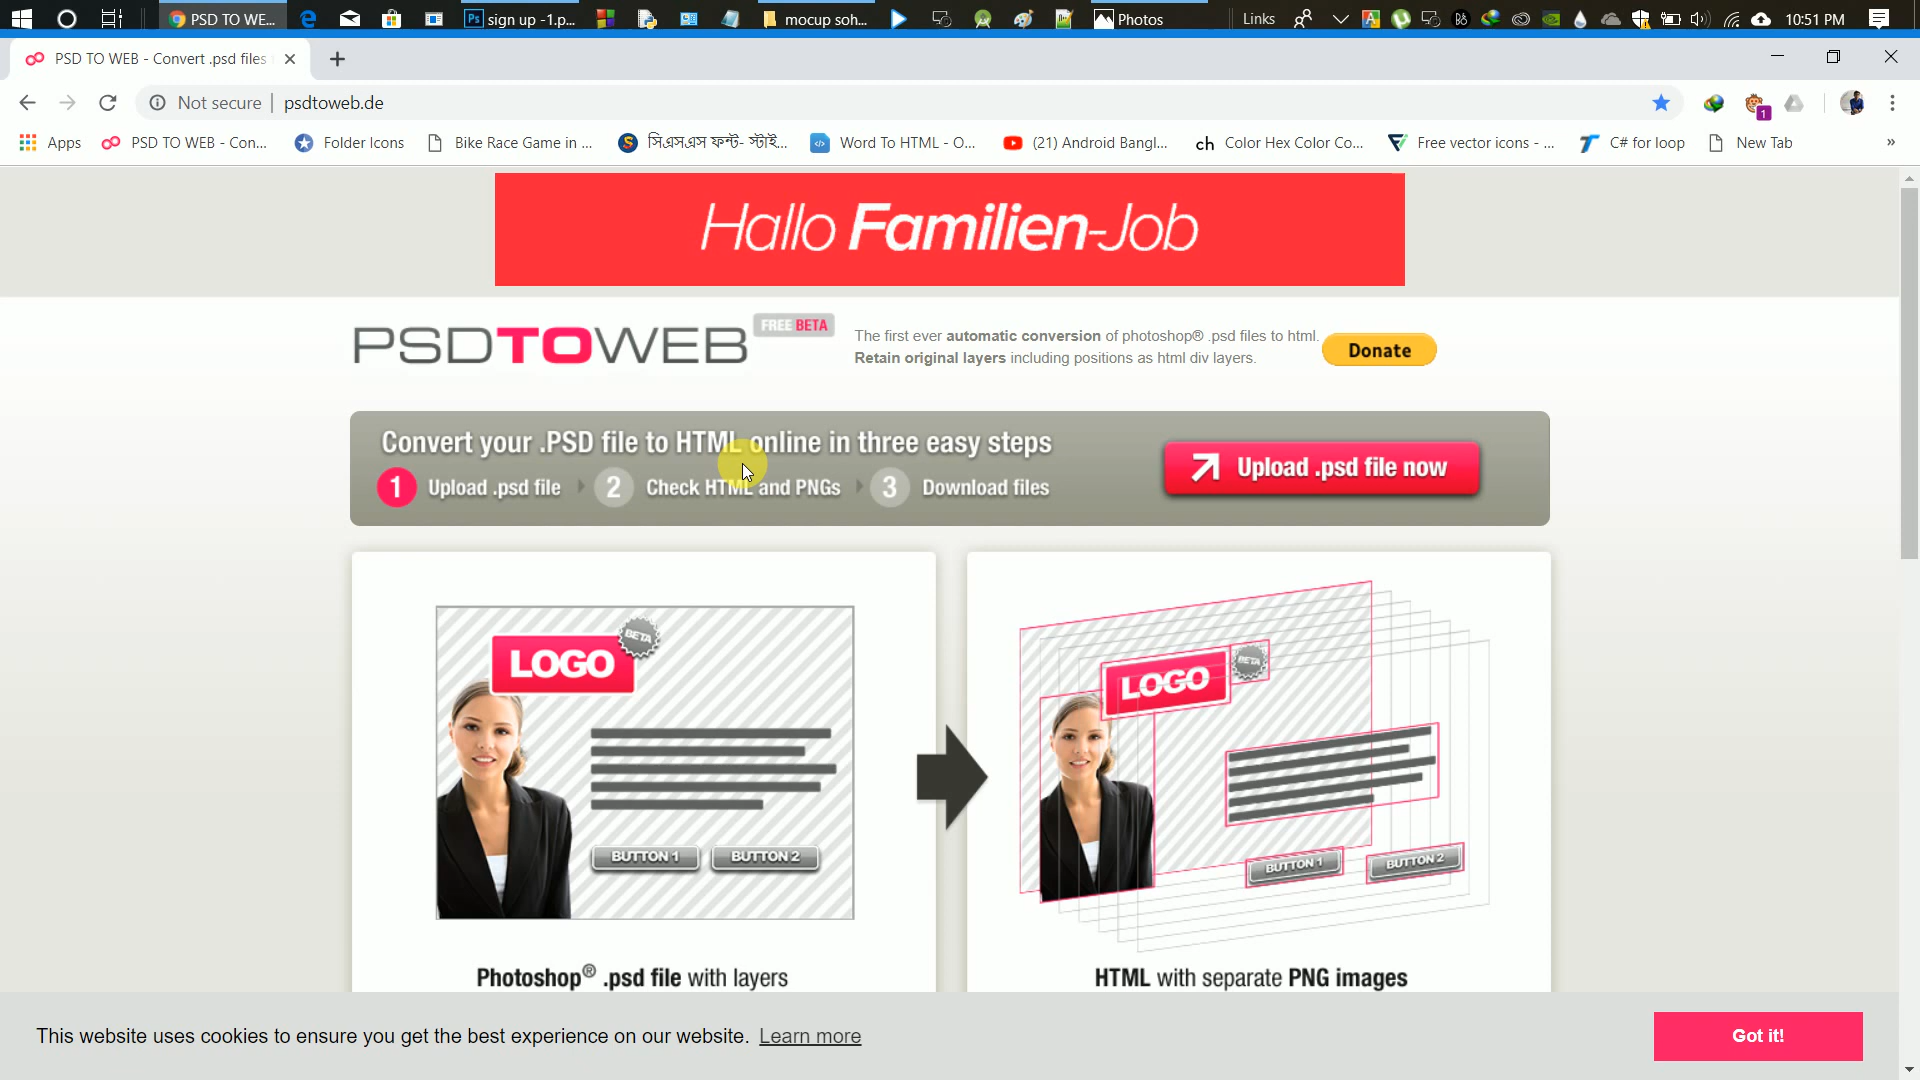 PSD TO WE...
sign up -1.p...
mocup soh...
Photos
Links
10:51 PM
PSD TO WEB - Convert .psd files
Not secure
psdtoweb.de
1
Apps
PSD TO WEB - Con...
Folder Icons
Bike Race Game in ...
সিএসএস ফন্ট- স্টাই...
Word To HTML - O...
(21) Android Bangl...
ch
Color Hex Color Co...
Free vector icons - ...
C# for loop
New Tab
»
Hallo Familien-Job
PSDTOWEB
FREE BETA
The first ever automatic conversion of photoshop® .psd files to html.
Retain original layers including positions as html div layers.
Donate
Convert your .PSD file to HTML online in three easy steps
1 Upload .psd file
2 Check HTML and PNGs
3 Download files
Upload .psd file now
LOGO
BETA
BUTTON 1
BUTTON 2
LOGO
BETA
BUTTON 1
BUTTON 2
Photoshop® .psd file with layers
HTML with separate PNG images
This website uses cookies to ensure you get the best experience on our website. Learn more
Got it!